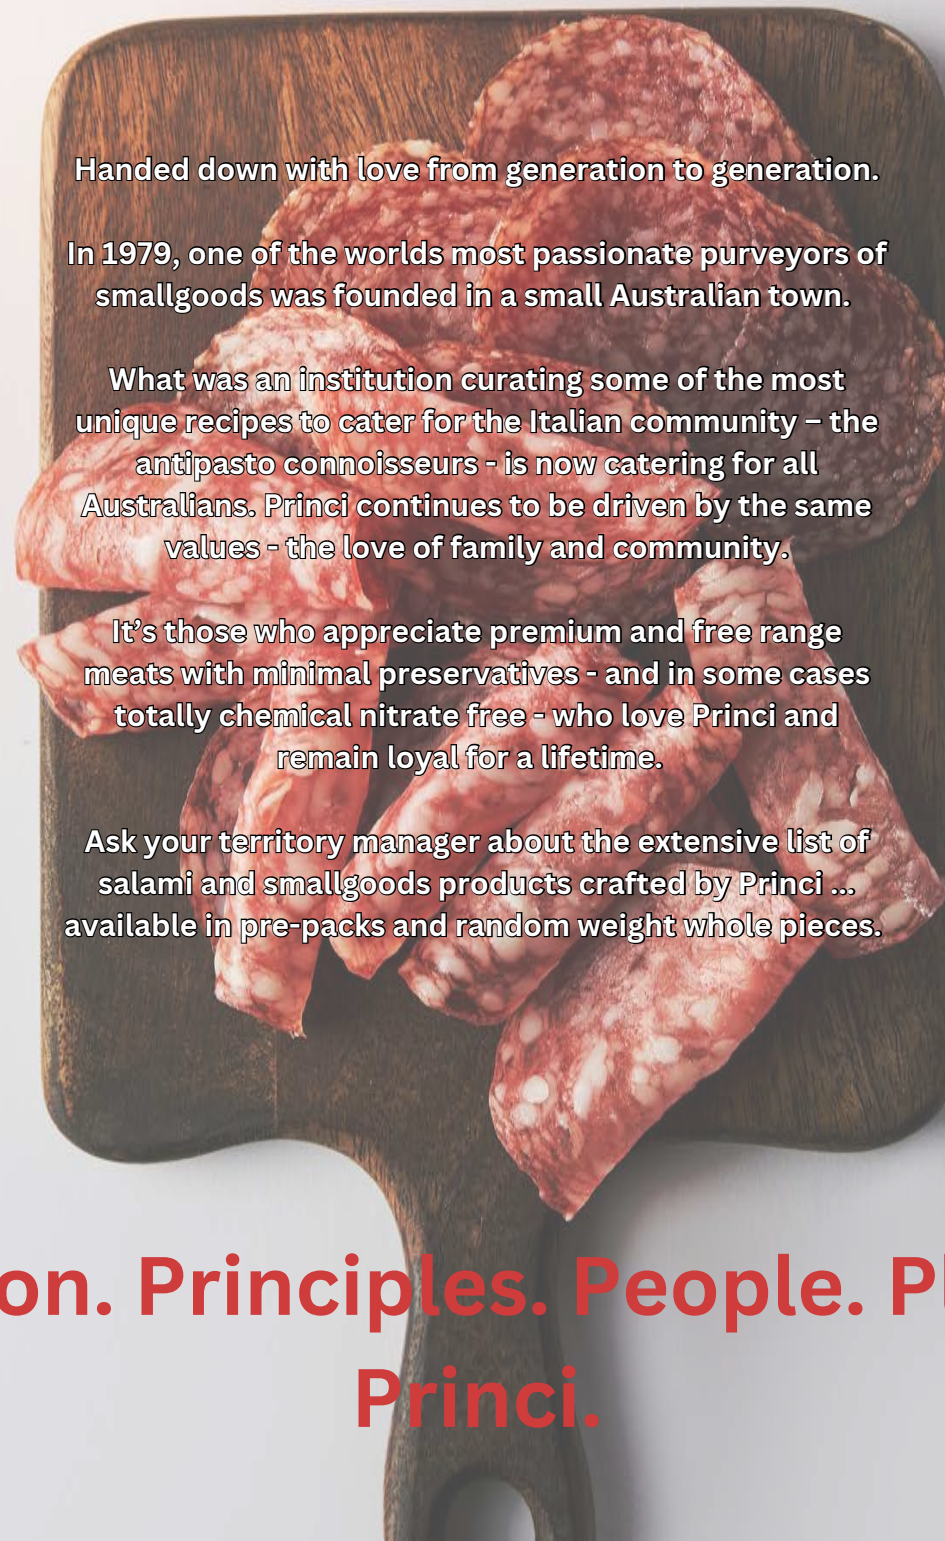 Handed down with love from generation to generation.
In 1979, one of the worlds most passionate purveyors of
smallgoods was founded in a small Australian town.
What was an institution curating some of the most
unique recipes to cater for the Italian community – the
antipasto connoisseurs - is now catering for all
Australians. Princi continues to be driven by the same
values - the love of family and community.
It’s those who appreciate premium and free range
meats with minimal preservatives - and in some cases
totally chemical nitrate free - who love Princi and
remain loyal for a lifetime.
Ask your territory manager about the extensive list of
salami and smallgoods products crafted by Princi ...
available in pre-packs and random weight whole pieces.
on. Principles. People.
Princi.